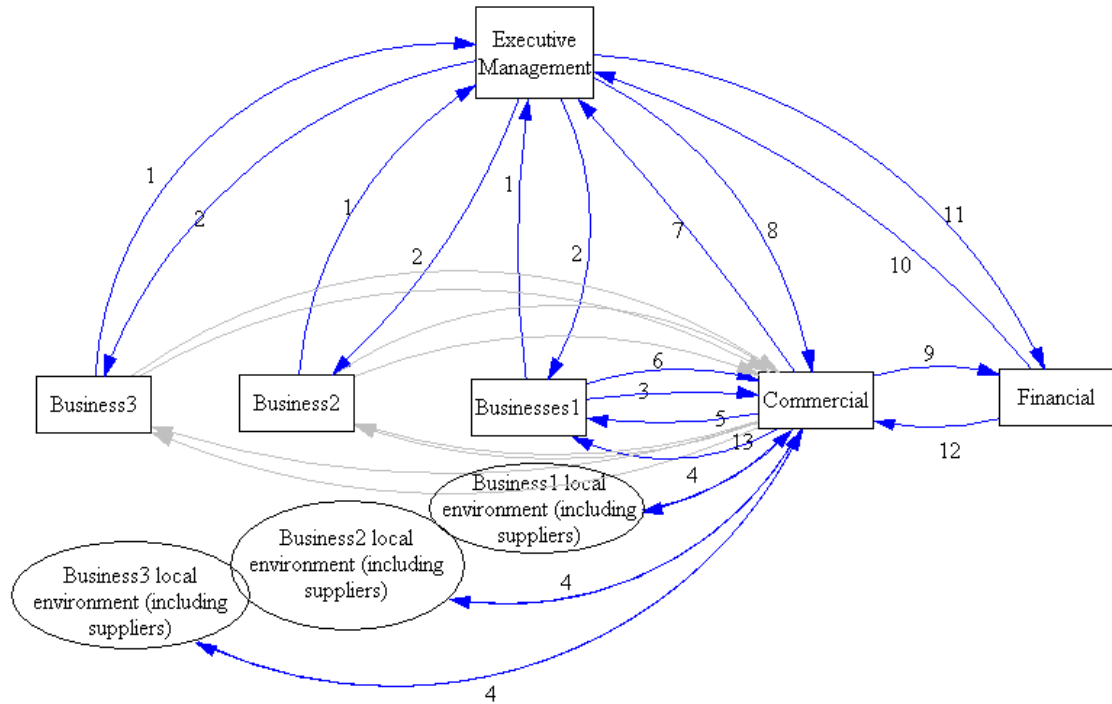 Executive
Management
1
2
1
1
7
8
11
2
2
10
6
9
Business3
Business2
Businesses1
3
Commercial
Financial
5
13
12
4
Business1 local
environment (including
suppliers)
Business2 local
environment (including
suppliers)
4
Business3 local
environment (including
suppliers)
4